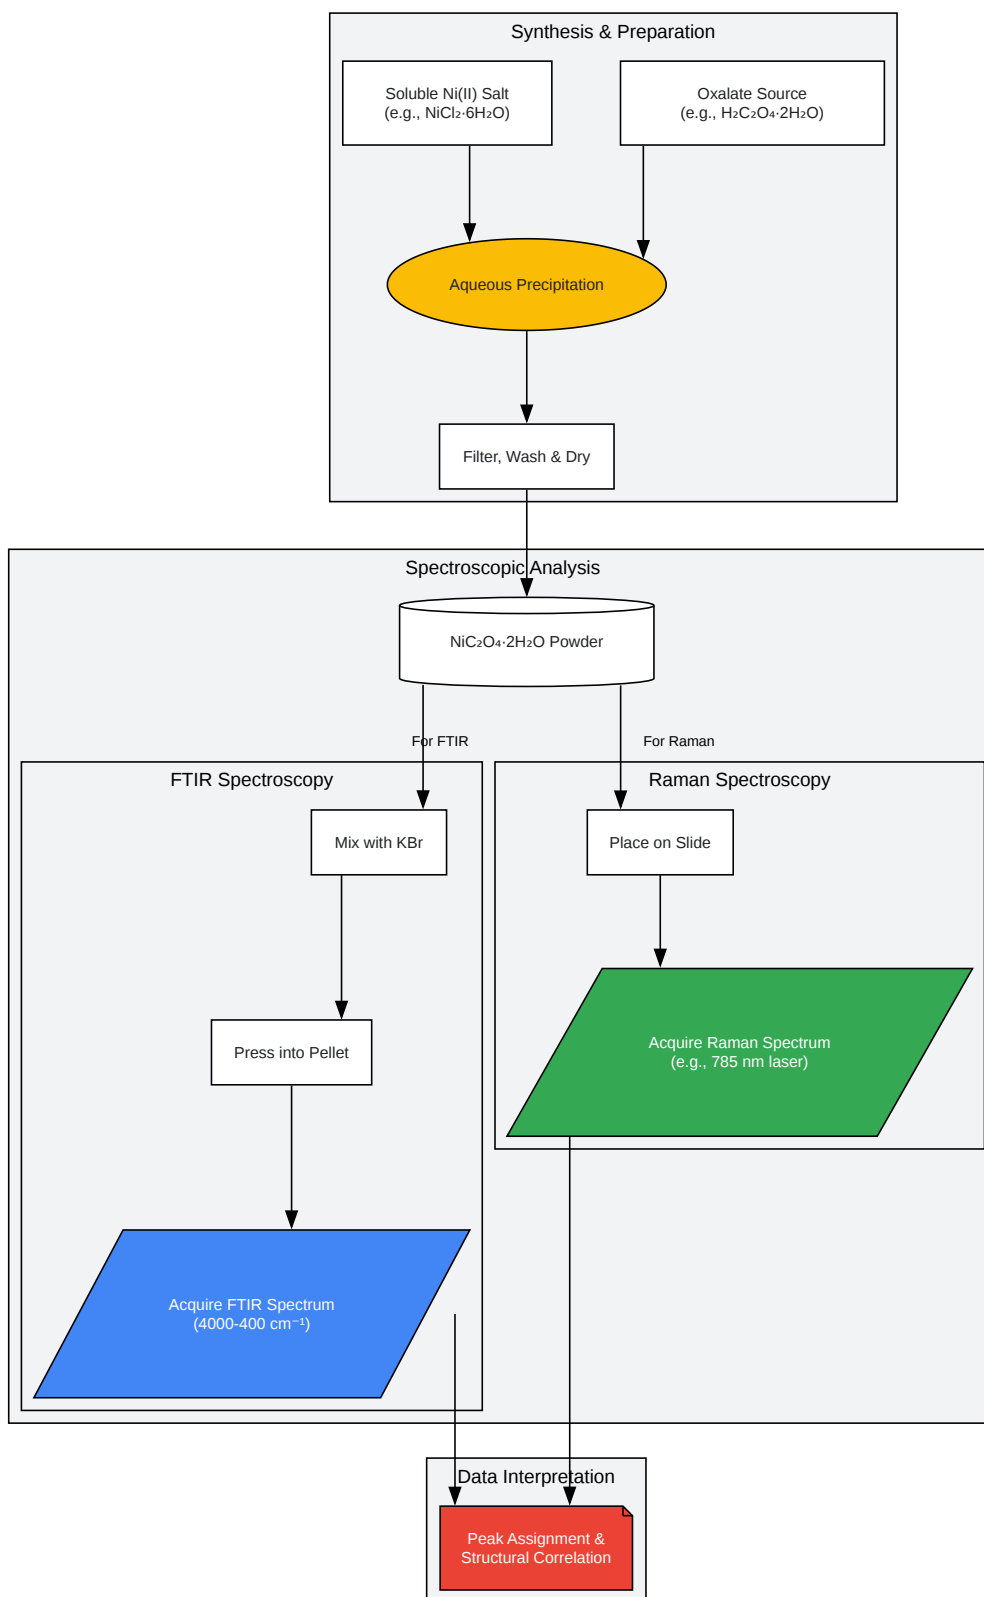 Synthesis & Preparation
Soluble Ni(II) Salt
(e.g., NiCl₂·6H₂O)
Oxalate Source
(e.g., H₂C₂O₄·2H₂O)
Aqueous Precipitation
Filter, Wash & Dry
Spectroscopic Analysis
NiC₂O₄·2H₂O Powder
For FTIR
For Raman
FTIR Spectroscopy
Mix with KBr
Press into Pellet
Acquire FTIR Spectrum
(4000-400 cm⁻¹)
Raman Spectroscopy
Place on Slide
Acquire Raman Spectrum
(e.g., 785 nm laser)
Data Interpretation
Peak Assignment &
Structural Correlation